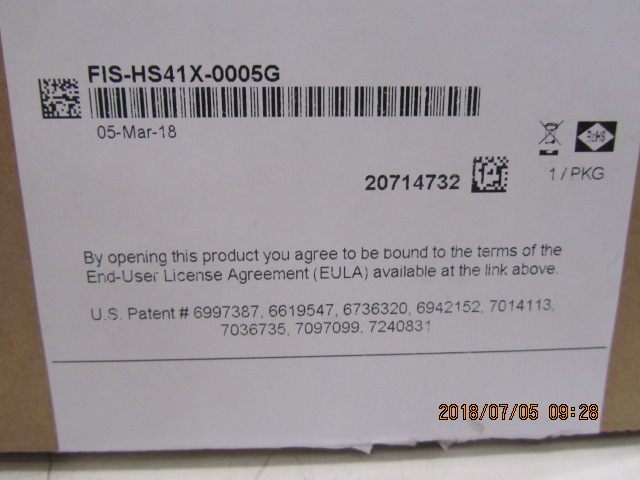 FIS-HS41X-0005G
05-Mar-18
RoHS
20714732
1 / PKG
By opening this product you agree to be bound to the terms of the
End-User License Agreement (EULA) available at the link above.
U.S. Patent # 6997387, 6619547, 6736320, 6942152, 7014113,
7036735, 7097099, 7240831
2018/07/05 09:28